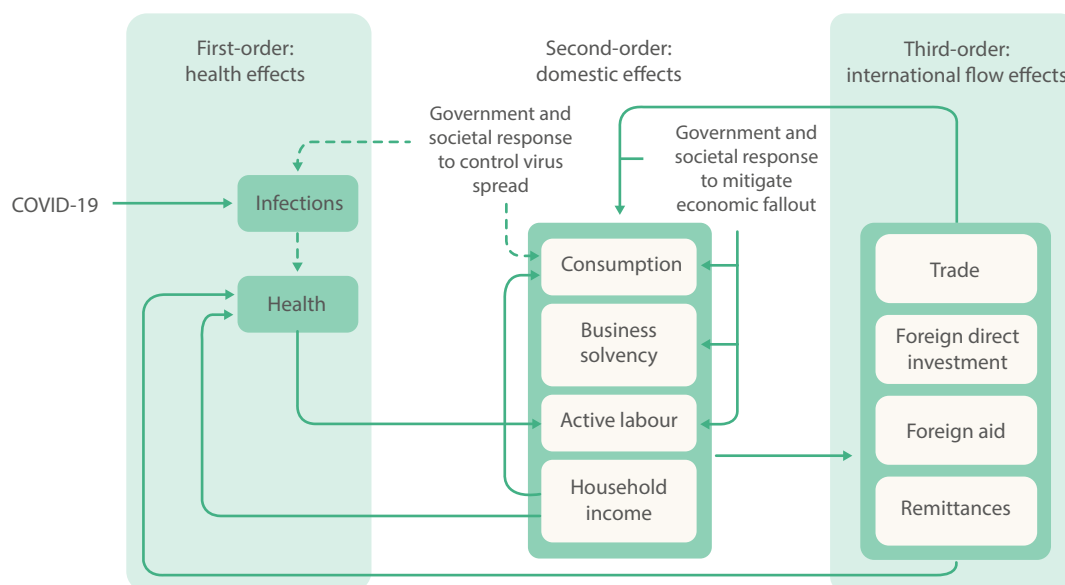 First-order:
health effects
Second-order:
domestic effects
Third-order:
international flow effects
Government and
societal response
to control virus
spread
Government and
societal response
to mitigate
economic fallout
COVID-19
Infections
Health
Consumption
Business
solvency
Active labour
Household
income
Trade
Foreign direct
investment
Foreign aid
Remittances